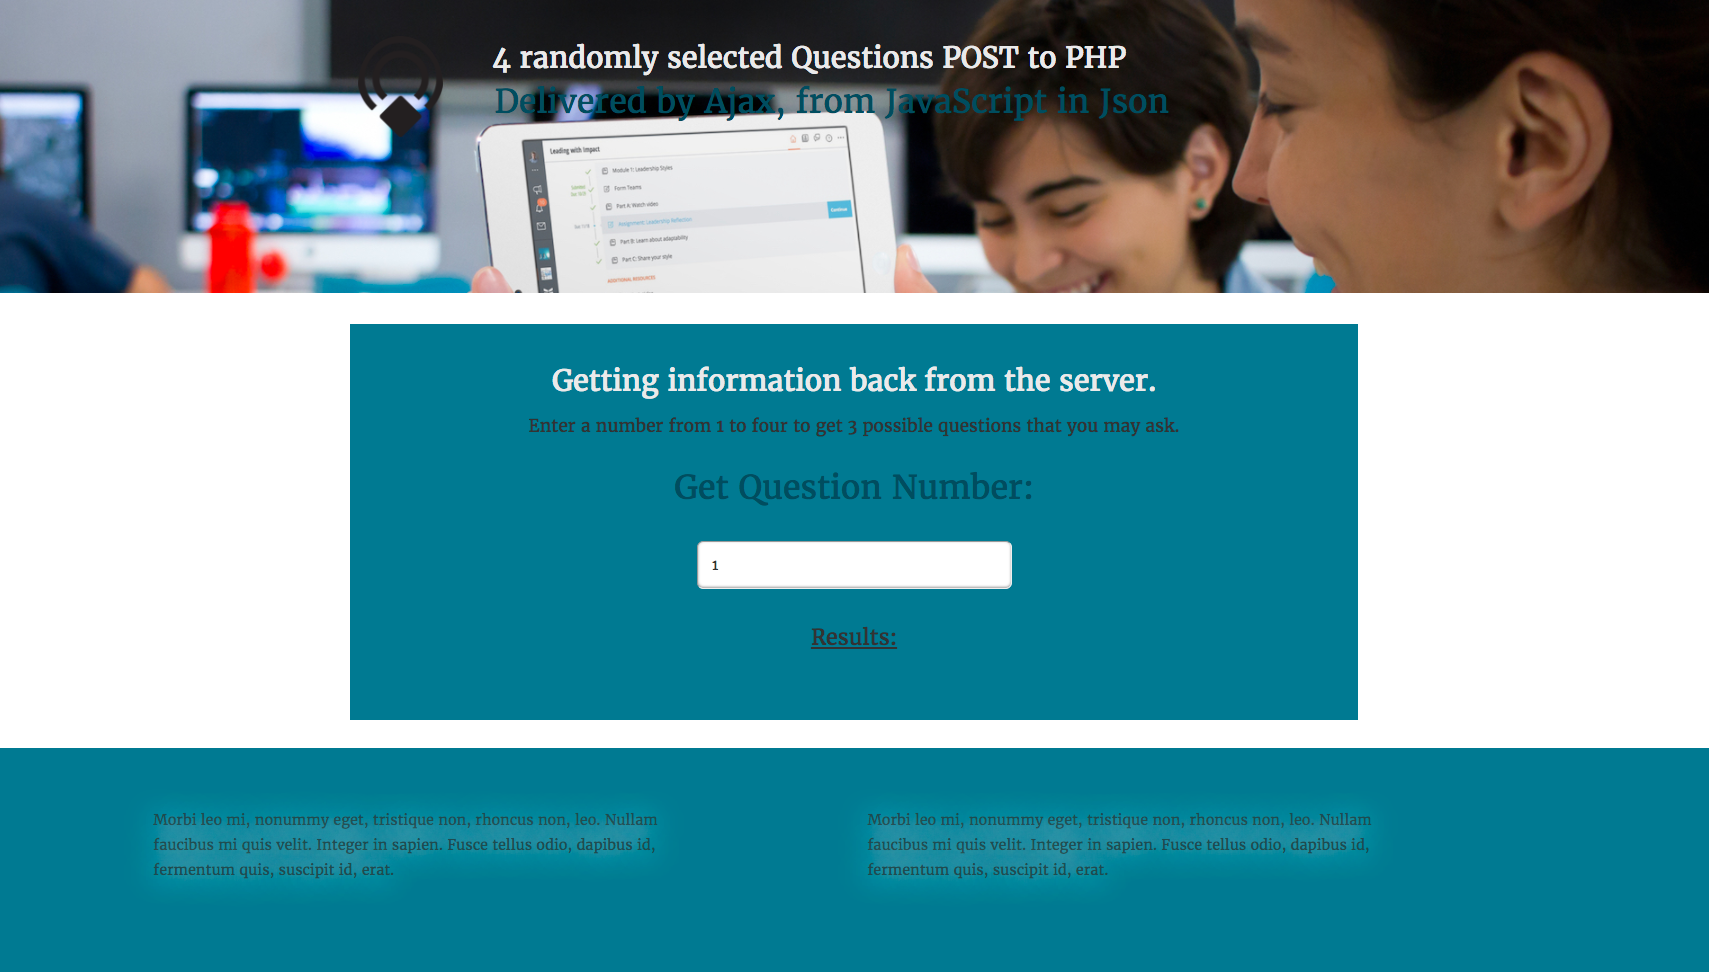 4 randomly selected Questions POST to PHP
Delivered by Ajax, from JavaScript in Json
Leading with Impact
Module 1: Leadership Styles
Form Teams
Part A: Watch video
Assignment: Leadership Reflection
Continue
Part B: Learn about adaptability
Part C: Share your style
ADDITIONAL RESOURCES
Getting information back from the server.
Enter a number from 1 to four to get 3 possible questions that you may ask.
Get Question Number:
1
Results:
Morbi leo mi, nonummy eget, tristique non, rhoncus non, leo. Nullam
faucibus mi quis velit. Integer in sapien. Fusce tellus odio, dapibus id,
fermentum quis, suscipit id, erat.
Morbi leo mi, nonummy eget, tristique non, rhoncus non, leo. Nullam
faucibus mi quis velit. Integer in sapien. Fusce tellus odio, dapibus id,
fermentum quis, suscipit id, erat.